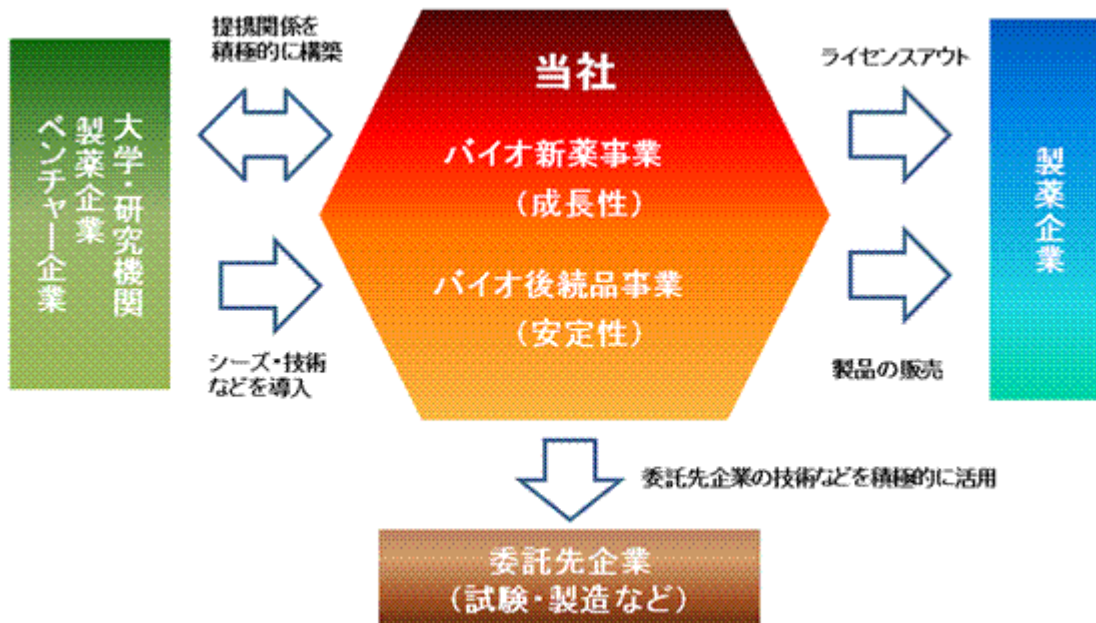 提携関係を
積極的に構築
大学・研究機関
製薬企業
ベンチャー企業
シーズ・技術
などを導入
当社
バイオ新薬事業
（成長性）
バイオ後続品事業
（安定性）
ライセンスアウト
製品の販売
製薬企業
委託先企業の技術などを積極的に活用
委託先企業
（試験・製造など）